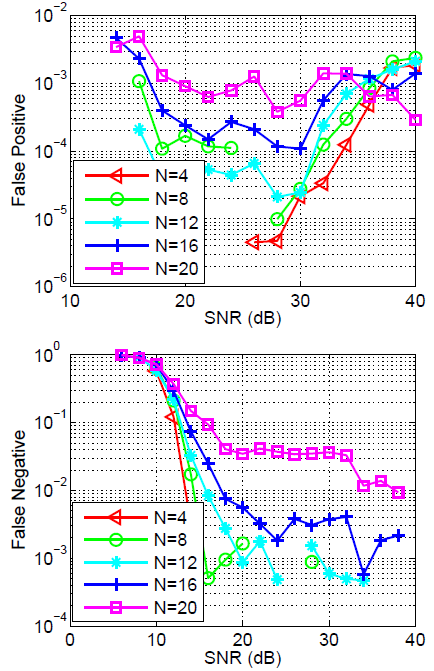 10^-2
10^-3
10^-4
10^-5
10^-6
False Positive
N=4
N=8
N=12
N=16
N=20
10 20 30 40
SNR (dB)
10^0
10^-1
10^-2
10^-3
10^-4
False Negative
N=4
N=8
N=12
N=16
N=20
0 10 20 30 40
SNR (dB)